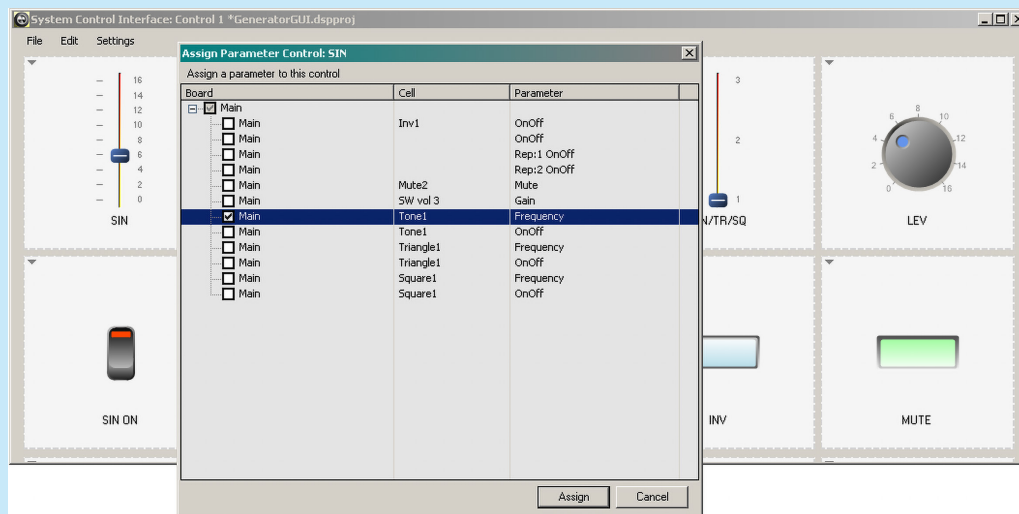 System Control Interface: Control 1 *GeneratorGUI.dspproj
File Edit Settings
Assign Parameter Control: SIN
Assign a parameter to this control
Board Cell Parameter
Main
Main Inv1 OnOff
Main OnOff
Main Rep:1 OnOff
Main Rep:2 OnOff
Main Mute2 Mute
Main SW vol 3 Gain
Main Tone1 Frequency
Main Tone1 OnOff
Main Triangle1 Frequency
Main Triangle1 OnOff
Main Square1 Frequency
Main Square1 OnOff
Assign Cancel
16
14
12
10
8
6
4
2
0
SIN
3
2
1
N/TR/SQ
0
2
4
6
8
10
12
14
16
LEV
SIN ON
INV
MUTE